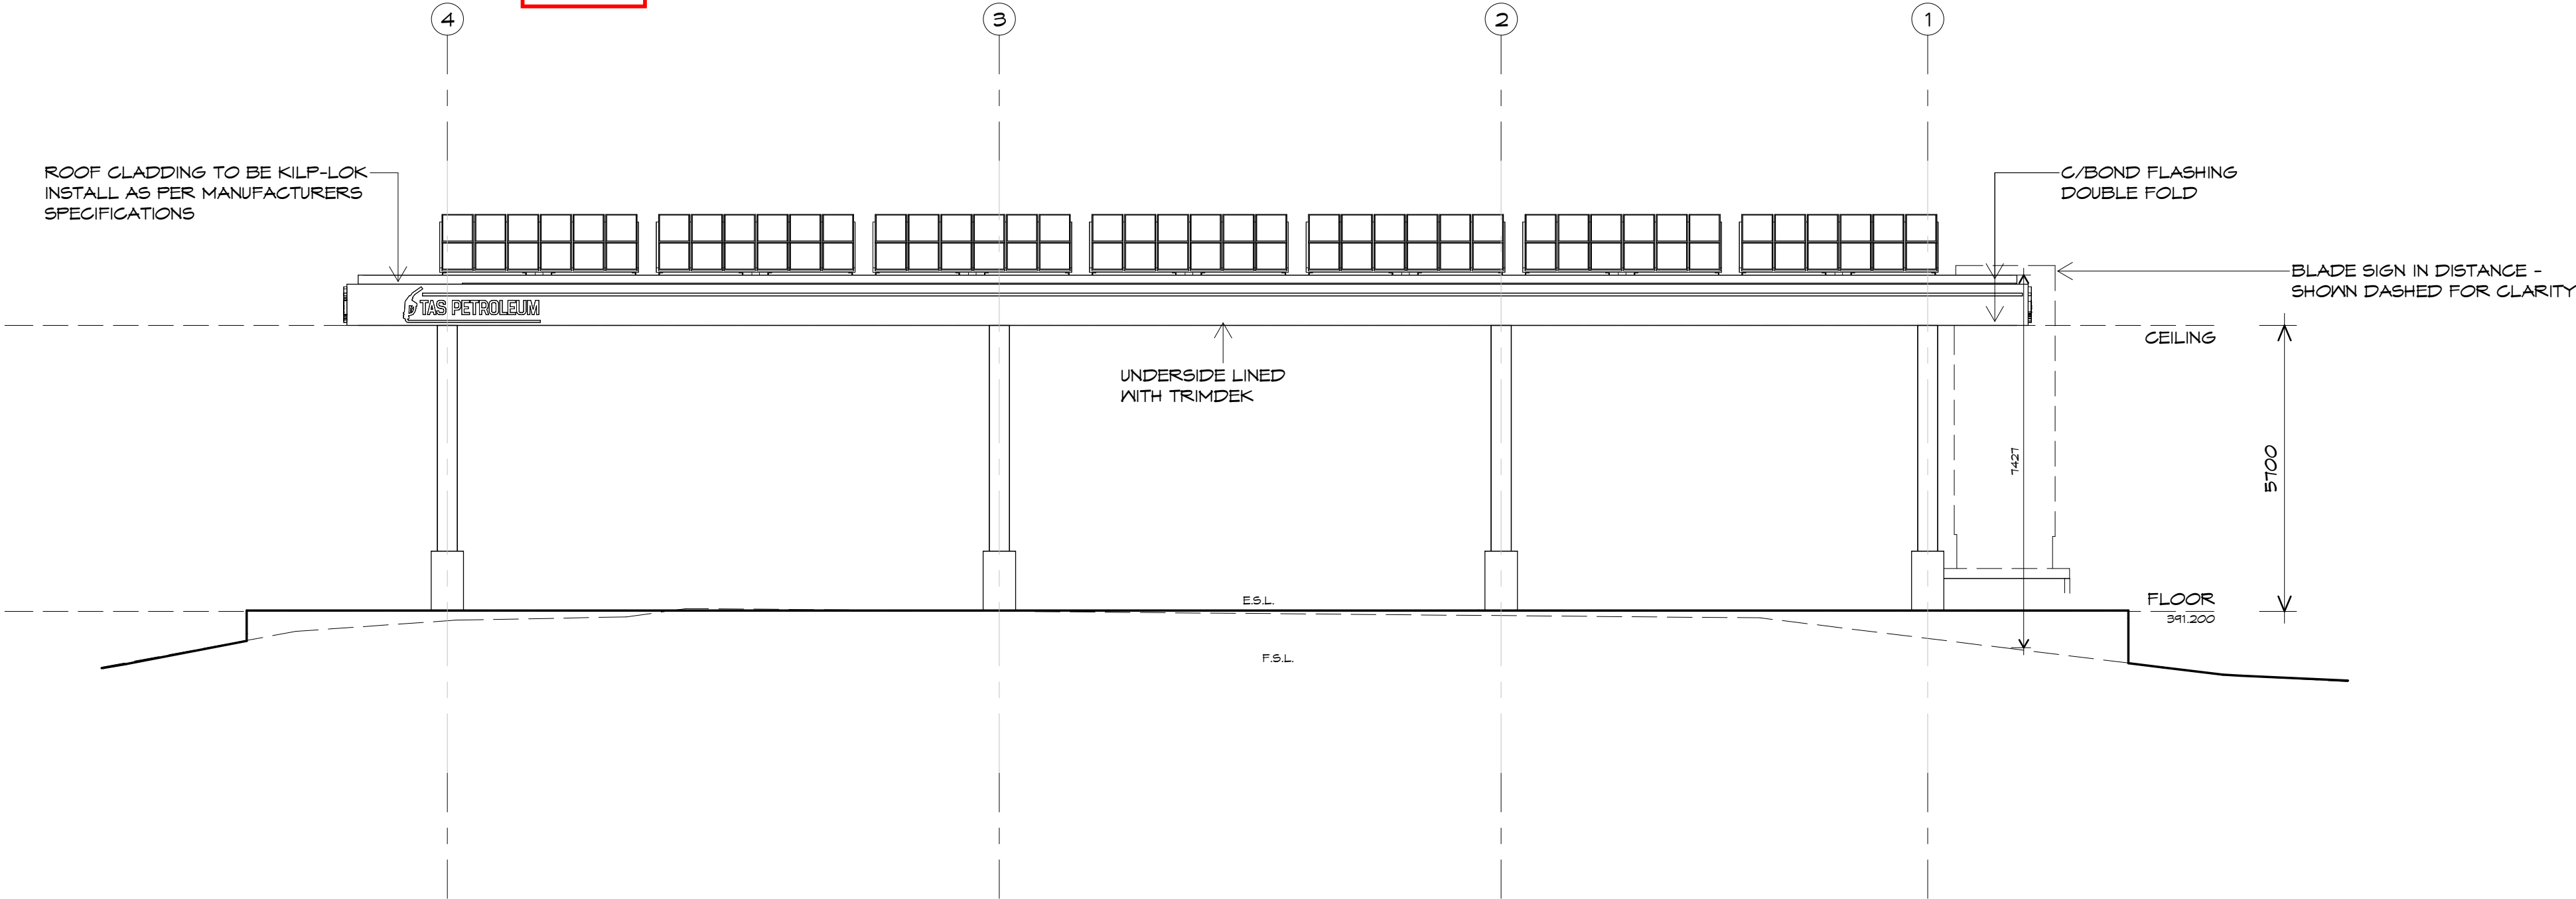 4
3
2
1
ROOF CLADDING TO BE KILP-LOK
INSTALL AS PER MANUFACTURERS
SPECIFICATIONS
C/BOND FLASHING
DOUBLE FOLD
BLADE SIGN IN DISTANCE -
SHOWN DASHED FOR CLARITY
TAS PETROLEUM
CEILING
UNDERSIDE LINED
WITH TRIMDEK
7427
5700
E.S.L.
FLOOR
391.200
F.S.L.